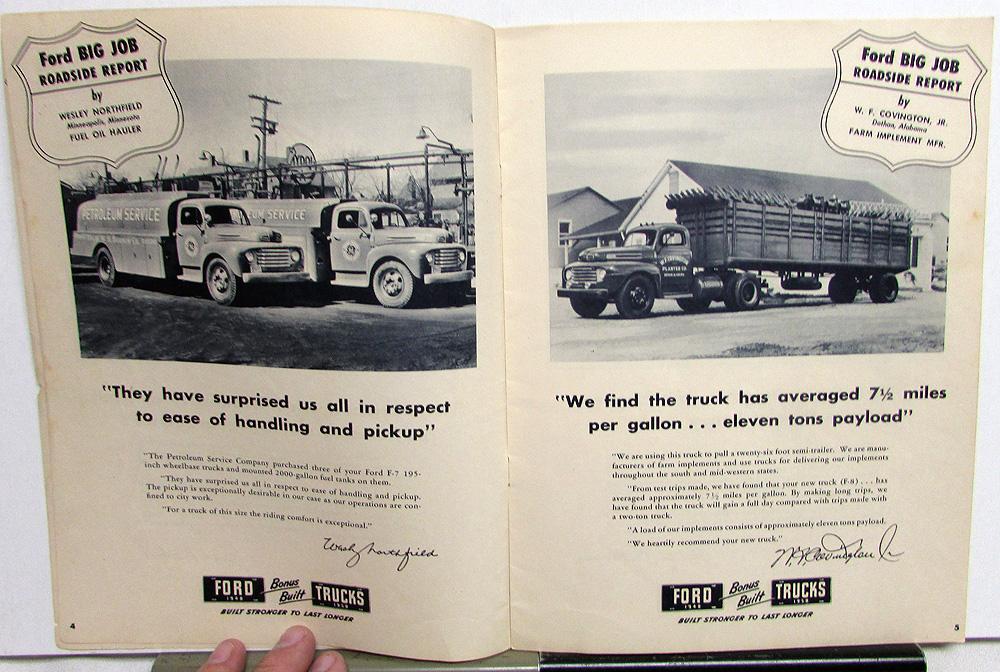 Ford BIG JOB
ROADSIDE REPORT
by
WESLEY NORTHFIELD
Minneapolis, Minnesota
FUEL OIL HAULER
PETROLEUM SERVICE
SERVICE
"They have surprised us all in respect
to ease of handling and pickup"
"The Petroleum Service Company purchased three of your Ford F-7 195-
inch wheelbase trucks and mounted 2000-gallon fuel tanks on them.
"They have surprised us all in respect to ease of handling and pickup.
The pickup is exceptionally desirable in our case as our operations are con-
fined to city work.
"For a truck of this size the riding comfort is exceptional."
Wesley Northfield
FORD Bonus Built TRUCKS
BUILT STRONGER TO LAST LONGER
4
Ford BIG JOB
ROADSIDE REPORT
by
W. F. COVINGTON, JR.
Dothan, Alabama
FARM IMPLEMENT MFR.
PLANTER CO.
"We find the truck has averaged 7½ miles
per gallon . . . eleven tons payload"
"We are using this truck to pull a twenty-six foot semi-trailer. We are manu-
facturers of farm implements and use trucks for delivering our implements
throughout the south and mid-western states.
"From test trips made, we have found that your new truck (F-8) . . . has
averaged approximately 7½ miles per gallon. By making long trips, we
have found that the truck will gain a full day compared with trips made with
a two-ton truck.
"A load of our implements consists of approximately eleven tons payload.
"We heartily recommend your new truck."
W. F. Covington Jr
FORD Bonus Built TRUCKS
BUILT STRONGER TO LAST LONGER
5